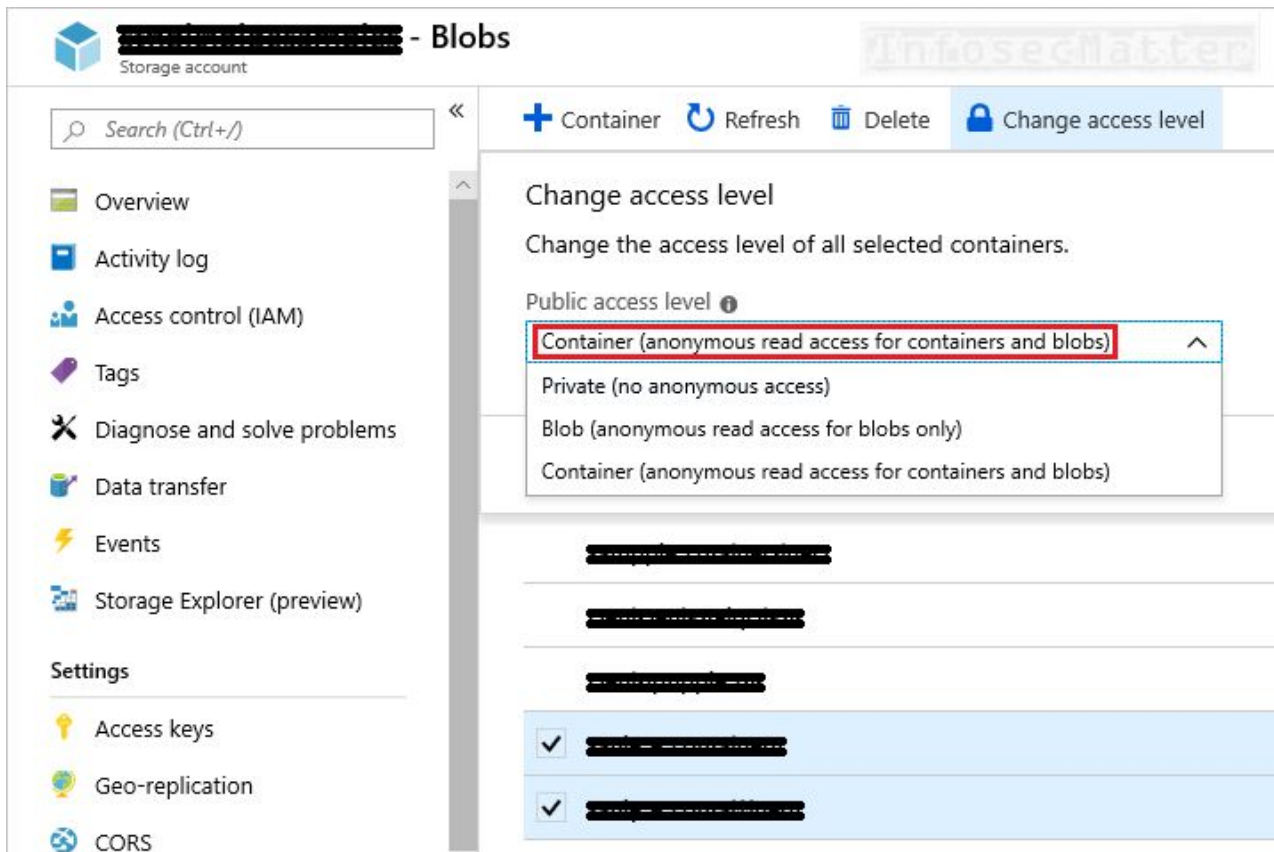 - Blobs
Storage account
InfosecMatter
Search (Ctrl+/)
«
Overview
Activity log
Access control (IAM)
Tags
Diagnose and solve problems
Data transfer
Events
Storage Explorer (preview)
Settings
Access keys
Geo-replication
CORS
Container Refresh Delete Change access level
Change access level
Change the access level of all selected containers.
Public access level
Container (anonymous read access for containers and blobs)
Private (no anonymous access)
Blob (anonymous read access for blobs only)
Container (anonymous read access for containers and blobs)